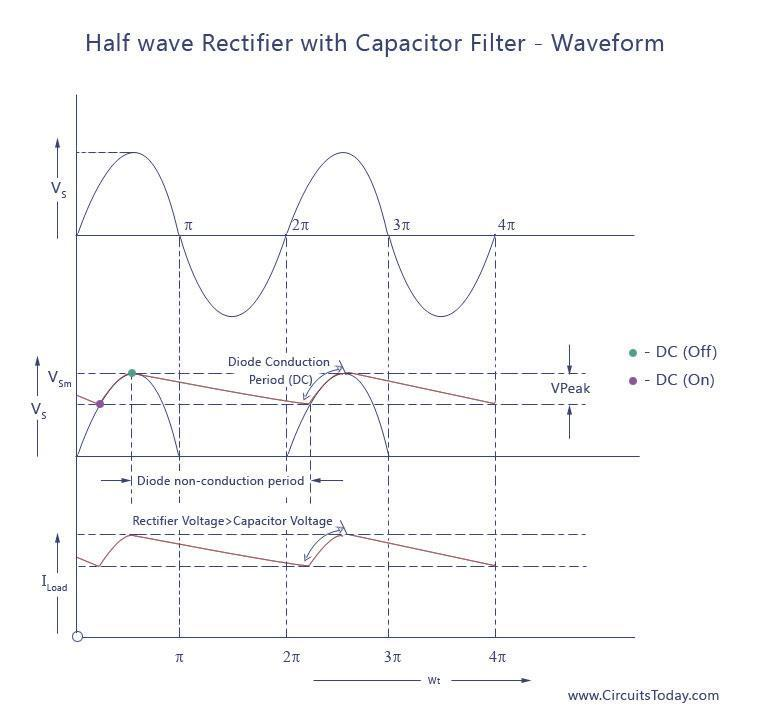 Half wave Rectifier with Capacitor Filter - Waveform
VS
π
2π
3π
4π
VSm
VS
Diode Conduction
Period (DC)
VPeak
- DC (Off)
- DC (On)
Diode non-conduction period
Rectifier Voltage>Capacitor Voltage
ILoad
π
2π
3π
4π
Wt
www.CircuitsToday.com